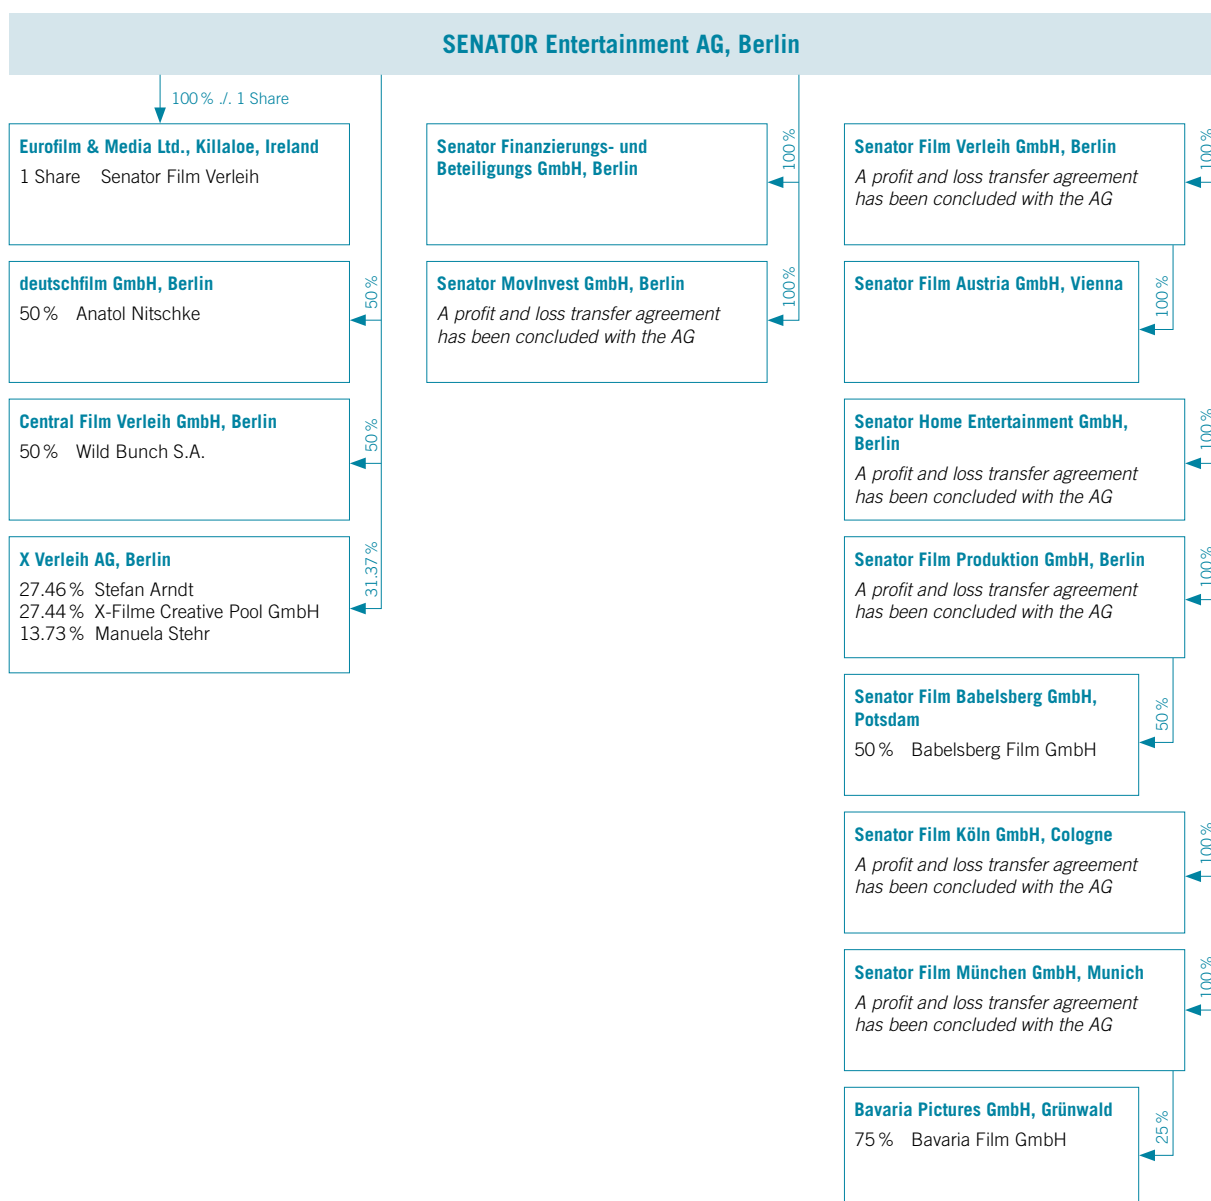 SENATOR Entertainment AG, Berlin
100 % ./. 1 Share
Eurofilm & Media Ltd., Killaloe, Ireland
1 Share Senator Film Verleih
deutschfilm GmbH, Berlin
50 % Anatol Nitschke
50 %
Central Film Verleih GmbH, Berlin
50 % Wild Bunch S.A.
50 %
X Verleih AG, Berlin
27.46 % Stefan Arndt
27.44 % X-Filme Creative Pool GmbH
13.73 % Manuela Stehr
31.37 %
Senator Finanzierungs- und
Beteiligungs GmbH, Berlin
100 %
Senator MovInvest GmbH, Berlin
A profit and loss transfer agreement
has been concluded with the AG
100 %
Senator Film Verleih GmbH, Berlin
A profit and loss transfer agreement
has been concluded with the AG
100 %
Senator Film Austria GmbH, Vienna
100 %
Senator Home Entertainment GmbH,
Berlin
A profit and loss transfer agreement
has been concluded with the AG
100 %
Senator Film Produktion GmbH, Berlin
A profit and loss transfer agreement
has been concluded with the AG
100 %
Senator Film Babelsberg GmbH,
Potsdam
50 % Babelsberg Film GmbH
50 %
Senator Film Köln GmbH, Cologne
A profit and loss transfer agreement
has been concluded with the AG
100 %
Senator Film München GmbH, Munich
A profit and loss transfer agreement
has been concluded with the AG
100 %
Bavaria Pictures GmbH, Grünwald
75 % Bavaria Film GmbH
25 %